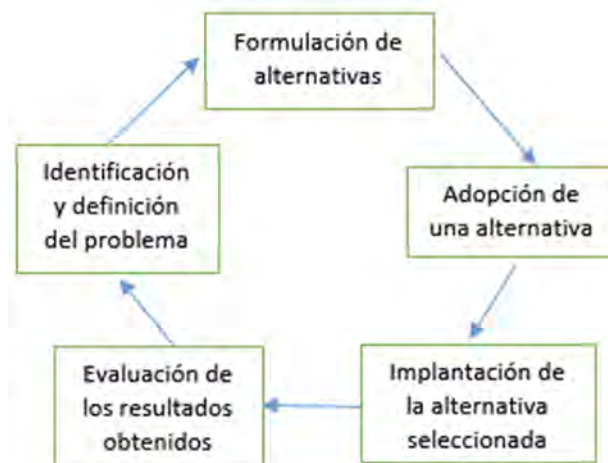 Formulación de
alternativas
Identificación
y definición
del problema
Adopción de
una alternativa
Evaluación de
los resultados
obtenidos
Implantación de
la alternativa
seleccionada